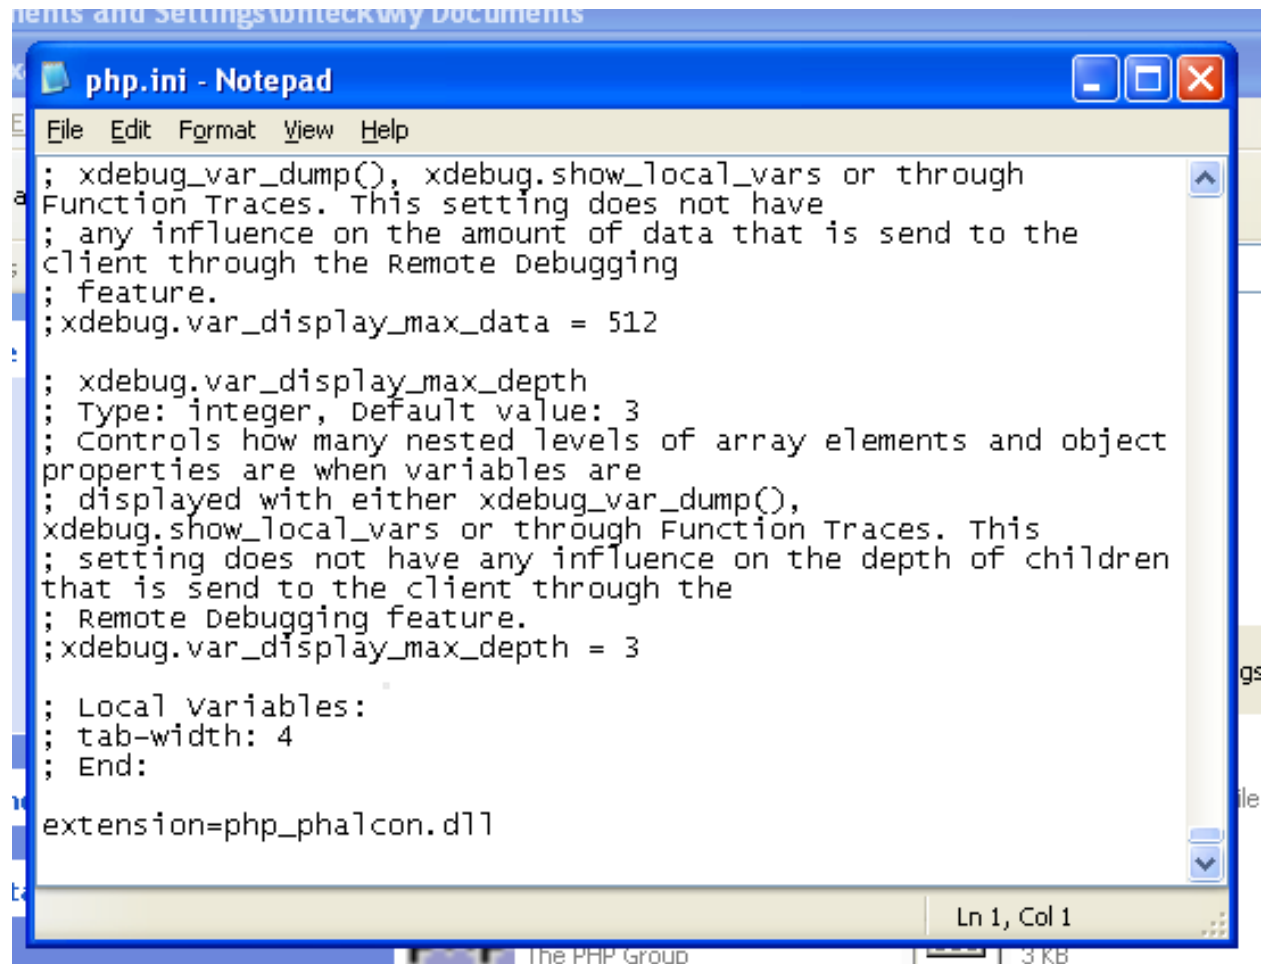 ments and Settings\bhteck\My Documents
php.ini - Notepad
File Edit Format View Help
; xdebug_var_dump(), xdebug.show_local_vars or through
Function Traces. This setting does not have
; any influence on the amount of data that is send to the
client through the Remote Debugging
; feature.
;xdebug.var_display_max_data = 512
; xdebug.var_display_max_depth
; Type: integer, Default value: 3
; Controls how many nested levels of array elements and object
properties are when variables are
; displayed with either xdebug_var_dump(),
xdebug.show_local_vars or through Function Traces. This
; setting does not have any influence on the depth of children
that is send to the client through the
; Remote Debugging feature.
;xdebug.var_display_max_depth = 3
; Local Variables:
; tab-width: 4
; End:
extension=php_phalcon.dll
Ln 1, Col 1
The PHP Group
3 KB